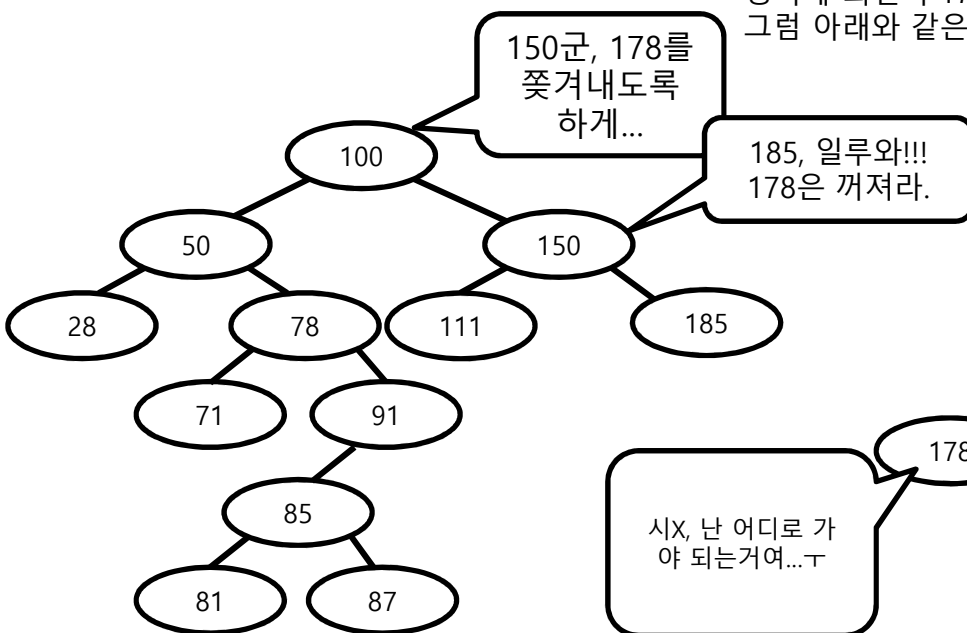 그럼 아래와 같은
150군, 178를
쫓겨내도록
하게...
185, 일루와!!!
178은 꺼져라.
100
50
150
28
78
111
185
71
91
178
85
시X, 난 어디로 가
야 되는거여...ㅜ
81
87